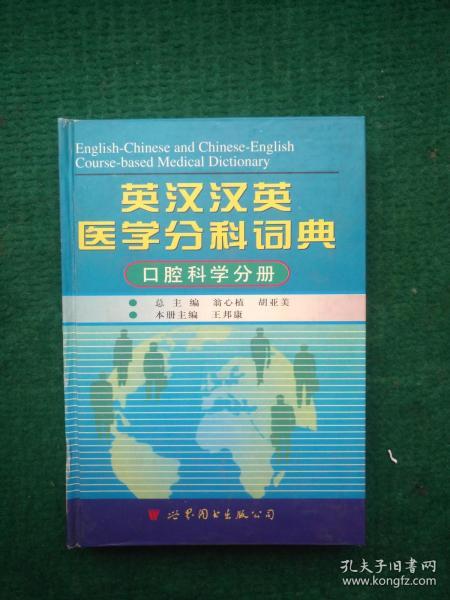 English-Chinese and Chinese-English
Course-based Medical Dictionary
英汉汉英
医学分科词典
口腔科学分册
总主编 翁心植 胡亚美
本册主编 王邦康
世界图书出版公司
孔夫子旧书网
www.kongfz.com